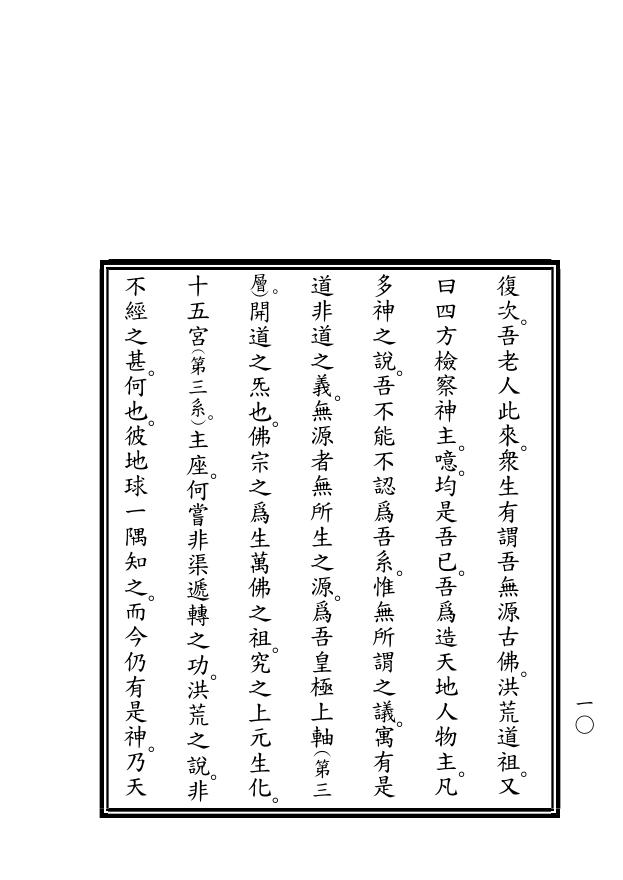 復次。吾老人此來。衆生有謂吾無源古佛。洪荒道祖。又
曰四方檢察神主。噫。均是吾已。吾爲造天地人物主。凡
多神之說。吾不能不認爲吾系。惟無所謂之議。寓有是
道非道之義。無源者無所生之源。爲吾皇極上軸(第三
層。)開道之炁也。佛宗之爲生萬佛之祖。究之上元生化。
十五宮(第三系。)主座。何嘗非渠遞轉之功。洪荒之說。非
不經之甚。何也。彼地球一隅知之。而今仍有是神。乃天
一〇